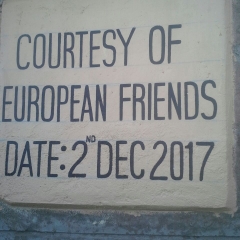 COURTESY OF
EUROPEAN FRIENDS
DATE: 2ND DEC 2017